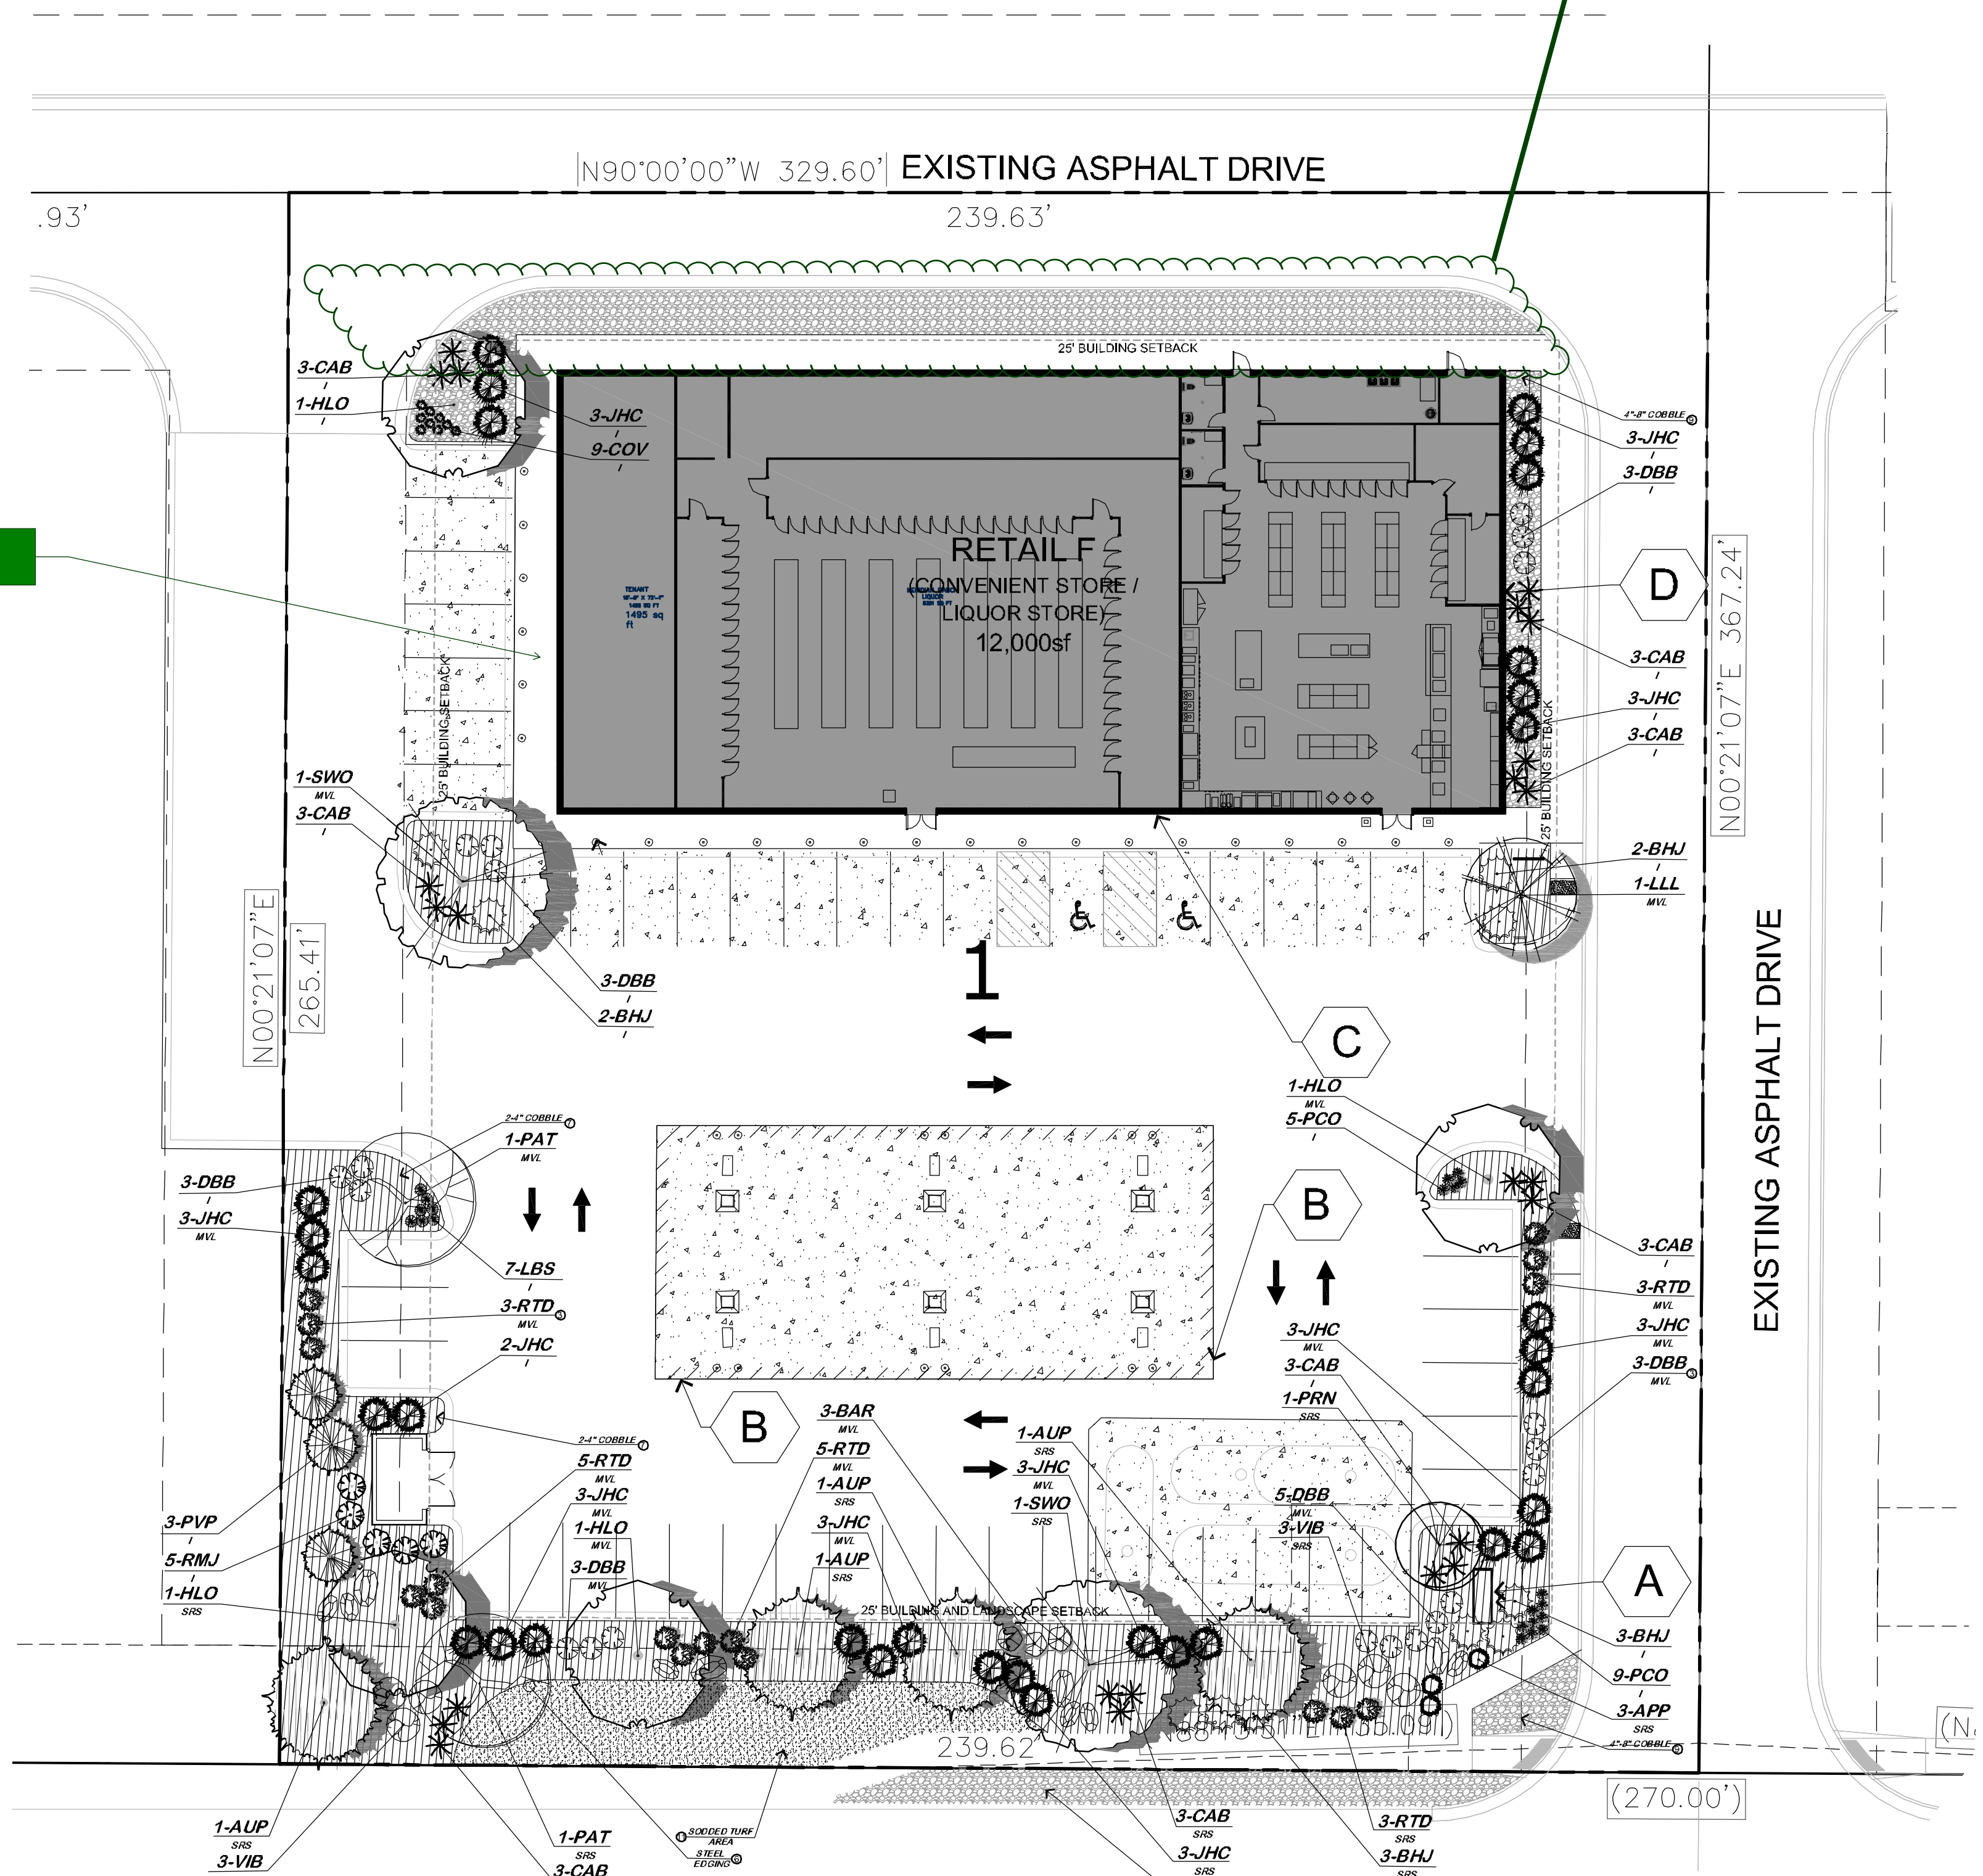 N90°00'00"W 329.60'
EXISTING ASPHALT DRIVE
.93'
239.63'
25' BUILDING SETBACK
3-CAB
I
1-HLO
I
3-JHC
I
9-COV
I
4"-8" COBBLE
3-JHC
I
3-DBB
I
D
RETAIL F
(CONVENIENT STORE /
LIQUOR STORE)
12,000sf
TENANT
1495 sq
ft
LIQUOR
N00°21'07"E 367.24'
3-CAB
I
3-JHC
I
3-CAB
I
25' BUILDING SETBACK
25' BUILDING SETBACK
1-SWO
MVL
3-CAB
I
2-BHJ
I
1-LLL
MVL
N00°21'07"E
265.41'
3-DBB
I
2-BHJ
I
1
C
EXISTING ASPHALT DRIVE
1-HLO
MVL
5-PCO
I
2-4" COBBLE 7
1-PAT
MVL
3-DBB
I
3-JHC
MVL
B
7-LBS
I
3-RTD 3
MVL
2-JHC
I
3-CAB
I
3-RTD
MVL
3-JHC
MVL
3-DBB 3
MVL
3-JHC
MVL
3-CAB
I
1-PRN
SRS
B
2-4" COBBLE 7
5-RTD
MVL
3-JHC
MVL
1-HLO
MVL
3-DBB
MVL
3-BAR
MVL
5-RTD
MVL
1-AUP
SRS
3-JHC
MVL
1-AUP
SRS
1-AUP
SRS
3-JHC
MVL
1-SWO
SRS
5-DBB
MVL
3-VIB
SRS
3-PVP
I
5-RMJ
I
1-HLO
SRS
A
25' BUILDING AND LANDSCAPE SETBACK
3-BHJ
I
9-PCO
I
3-APP
SRS
4"-8" COBBLE
239.62'
(270.00')
1-AUP
SRS
3-VIB
1-PAT
SRS
3-CAB
11 SODDED TURF
AREA
STEEL
EDGING 6
3-CAB
SRS
3-JHC
SRS
3-RTD
SRS
3-BHJ
SRS